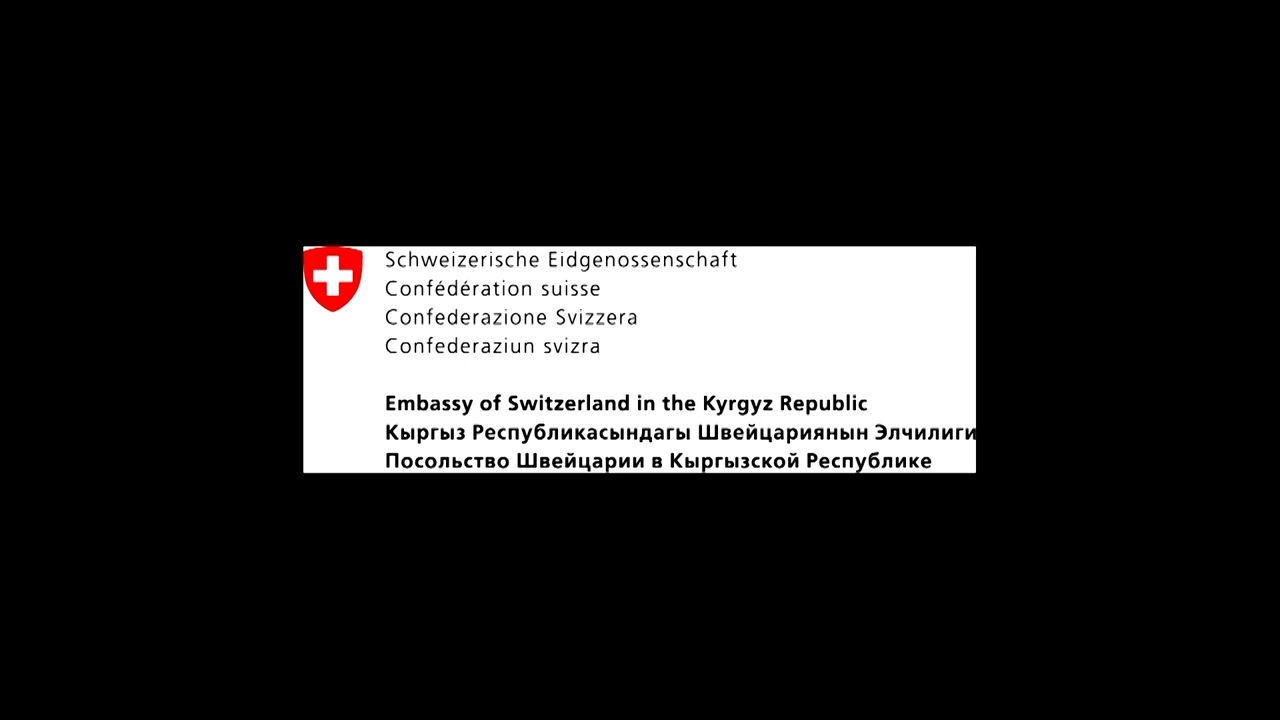 Schweizerische Eidgenossenschaft
Confédération suisse
Confederazione Svizzera
Confederaziun svizra
Embassy of Switzerland in the Kyrgyz Republic
Кыргыз Республикасындагы Швейцариянын Элчилиги
Посольство Швейцарии в Кыргызской Республике